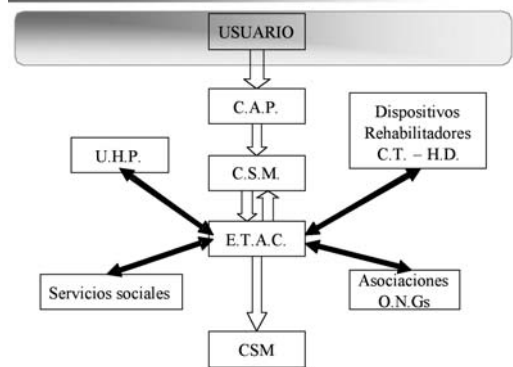 USUARIO
C.A.P.
Dispositivos
Rehabilitadores
C.T. – H.D.
U.H.P.
C.S.M.
E.T.A.C.
Servicios sociales
Asociaciones
O.N.Gs
CSM